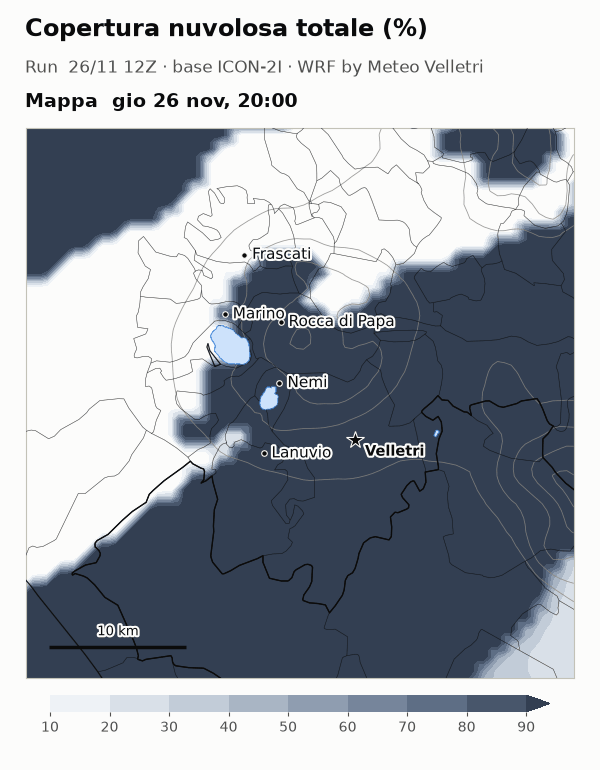 Copertura nuvolosa totale (%)
Run  26/11 12Z · base ICON-2I · WRF by Meteo Velletri
Mappa  gio 26 nov, 20:00
Frascati
Marino
Rocca di Papa
Nemi
Velletri
Lanuvio
10 km
10 20 30 40 50 60 70 80 90